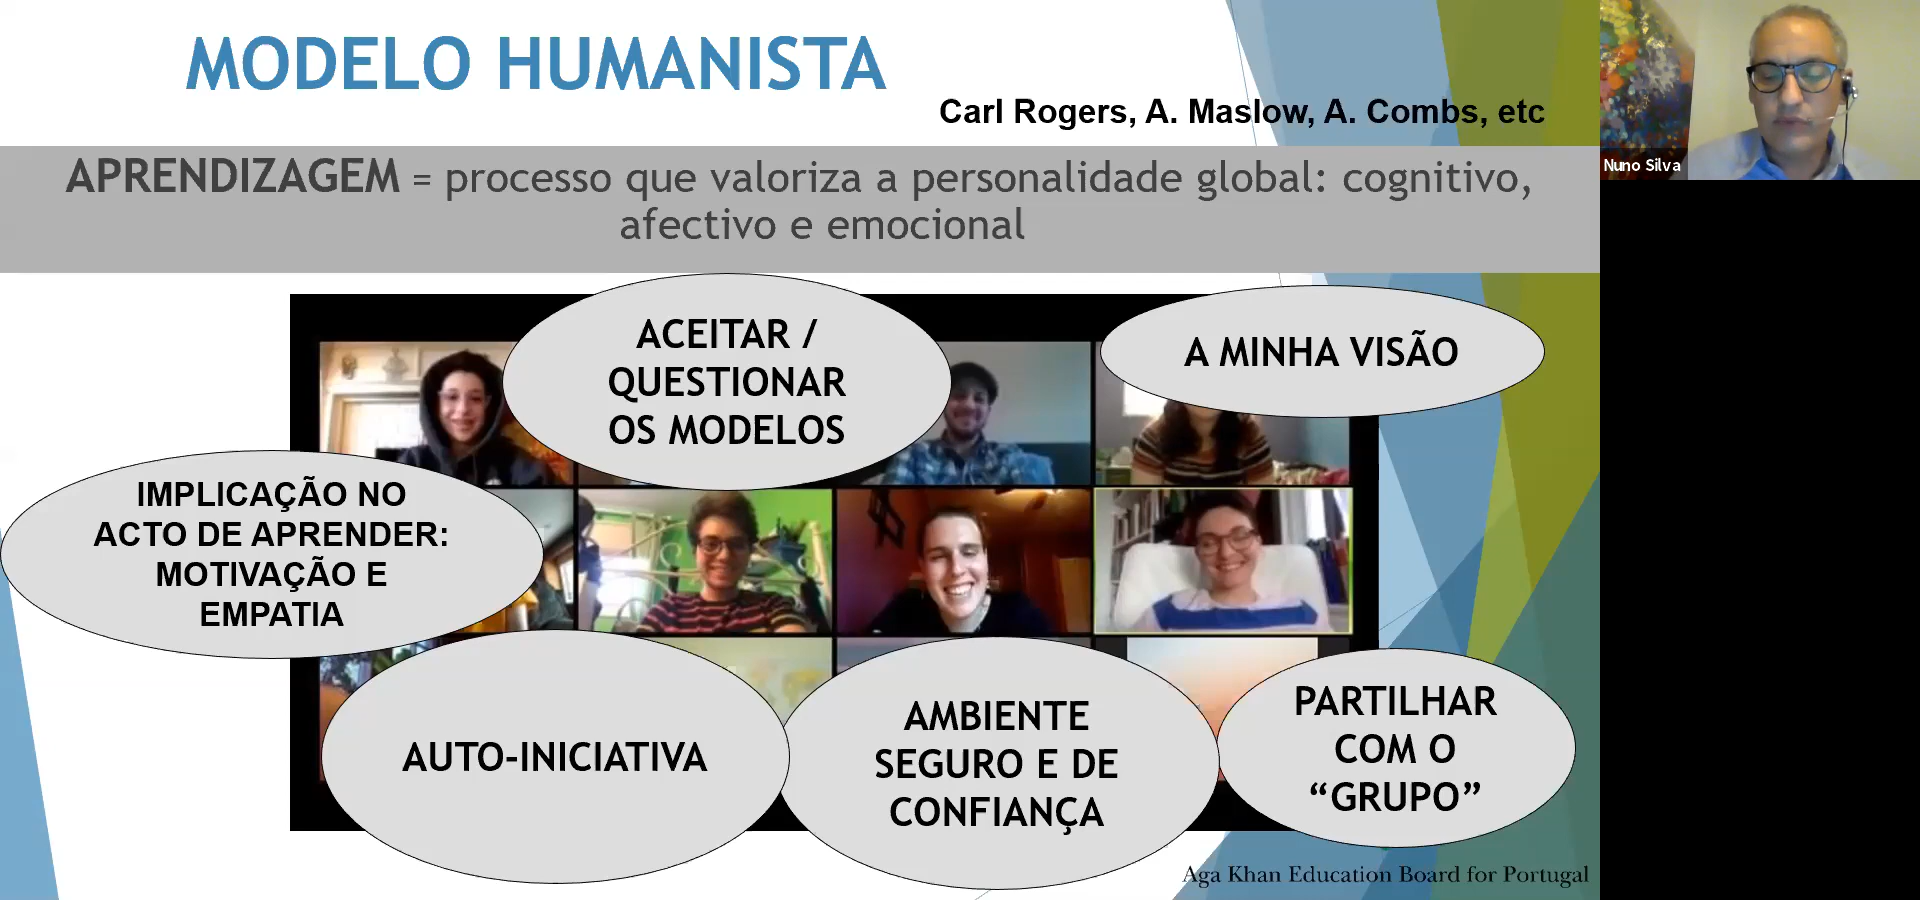 MODELO HUMANISTA
Carl Rogers, A. Maslow, A. Combs, etc
Nuno Silva
APRENDIZAGEM = processo que valoriza a personalidade global: cognitivo,
afectivo e emocional
ACEITAR /
QUESTIONAR
OS MODELOS
A MINHA VISÃO
IMPLICAÇÃO NO
ACTO DE APRENDER:
MOTIVAÇÃO E
EMPATIA
AUTO-INICIATIVA
AMBIENTE
SEGURO E DE
CONFIANÇA
PARTILHAR
COM O
“GRUPO”
Aga Khan Education Board for Portugal